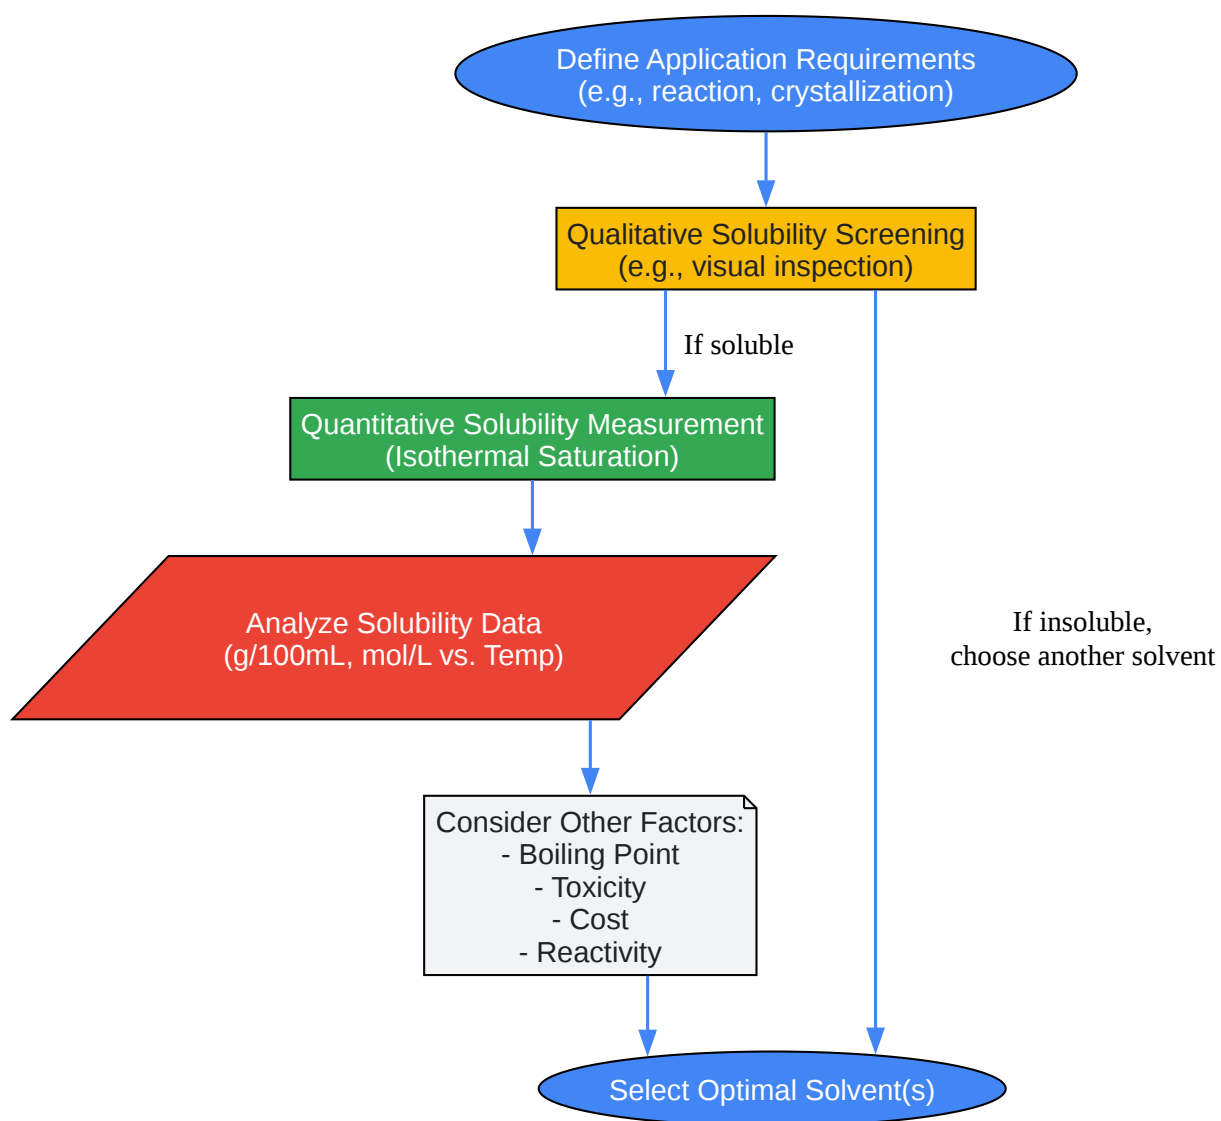 Define Application Requirements
(e.g., reaction, crystallization)
Qualitative Solubility Screening
(e.g., visual inspection)
If soluble
Quantitative Solubility Measurement
(Isothermal Saturation)
Analyze Solubility Data
(g/100mL, mol/L vs. Temp)
If insoluble,
choose another solvent
Consider Other Factors:
- Boiling Point
- Toxicity
- Cost
- Reactivity
Select Optimal Solvent(s)